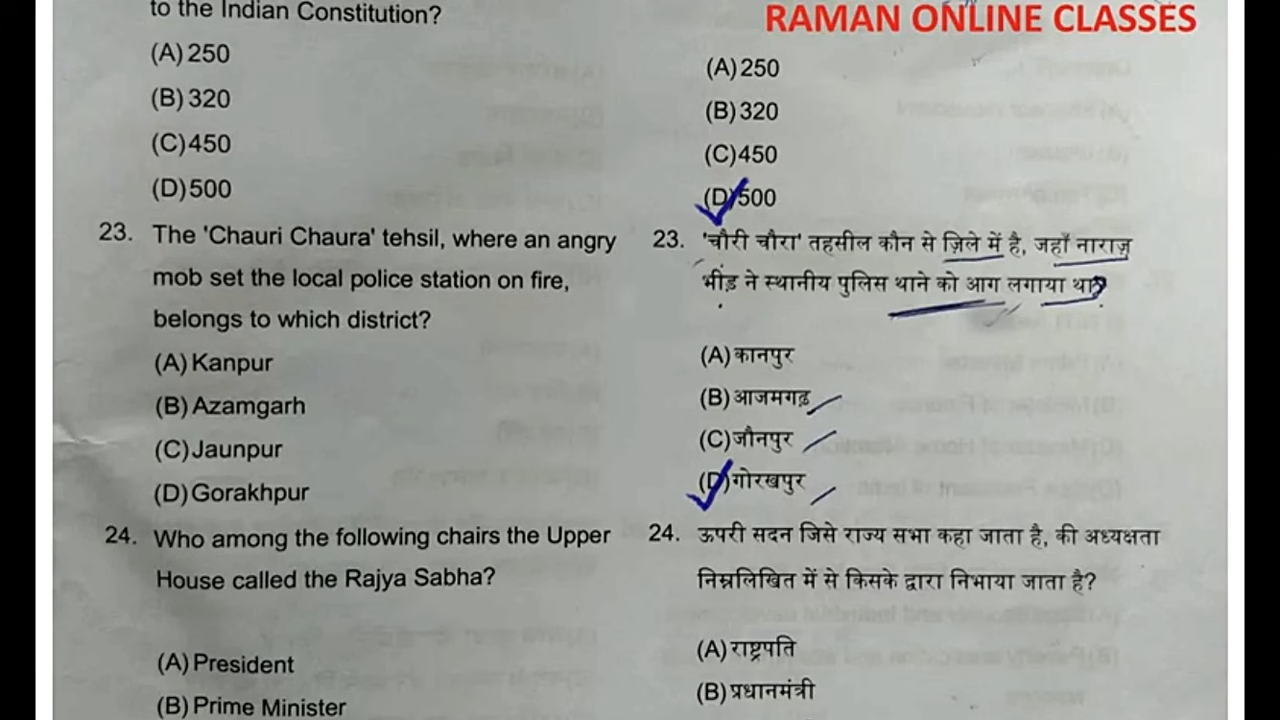 to the Indian Constitution?
(A) 250
(B) 320
(C) 450
(D) 500
23. The 'Chauri Chaura' tehsil, where an angry
mob set the local police station on fire,
belongs to which district?
(A) Kanpur
(B) Azamgarh
(C) Jaunpur
(D) Gorakhpur
24. Who among the following chairs the Upper
House called the Rajya Sabha?
(A) President
(B) Prime Minister
RAMAN ONLINE CLASSES
(A) 250
(B) 320
(C) 450
(D) 500
23. 'चौरी चौरा' तहसील कौन से ज़िले में है, जहाँ नाराज़
भीड़ ने स्थानीय पुलिस थाने को आग लगाया था?
(A) कानपुर
(B) आजमगढ़
(C) जौनपुर
(D) गोरखपुर
24. ऊपरी सदन जिसे राज्य सभा कहा जाता है, की अध्यक्षता
निम्नलिखित में से किसके द्वारा निभाया जाता है?
(A) राष्ट्रपति
(B) प्रधानमंत्री